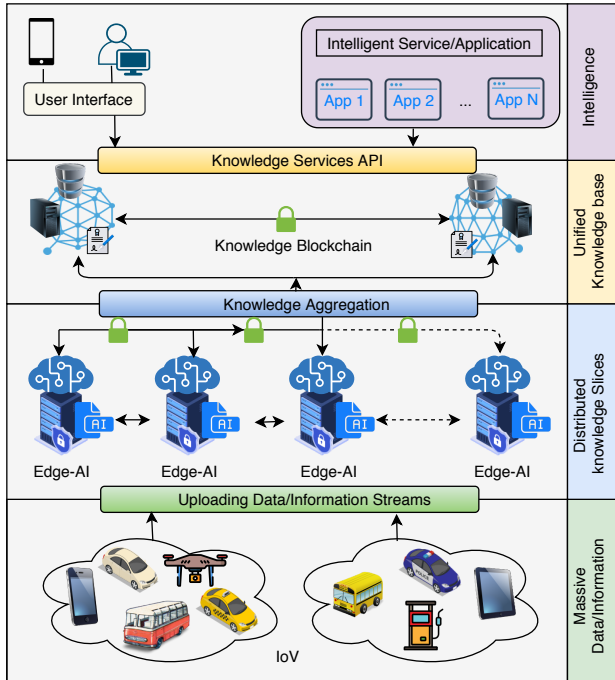 Intelligent Service/Application
User Interface
App 1
App 2
...
App N
Intelligence
Knowledge Services API
Knowledge Blockchain
Unified
Knowledge base
Knowledge Aggregation
AI
AI
AI
AI
Edge-AI
Edge-AI
Edge-AI
Edge-AI
Distributed
knowledge Slices
Uploading Data/Information Streams
POLICE
IoV
Massive
Data/Information